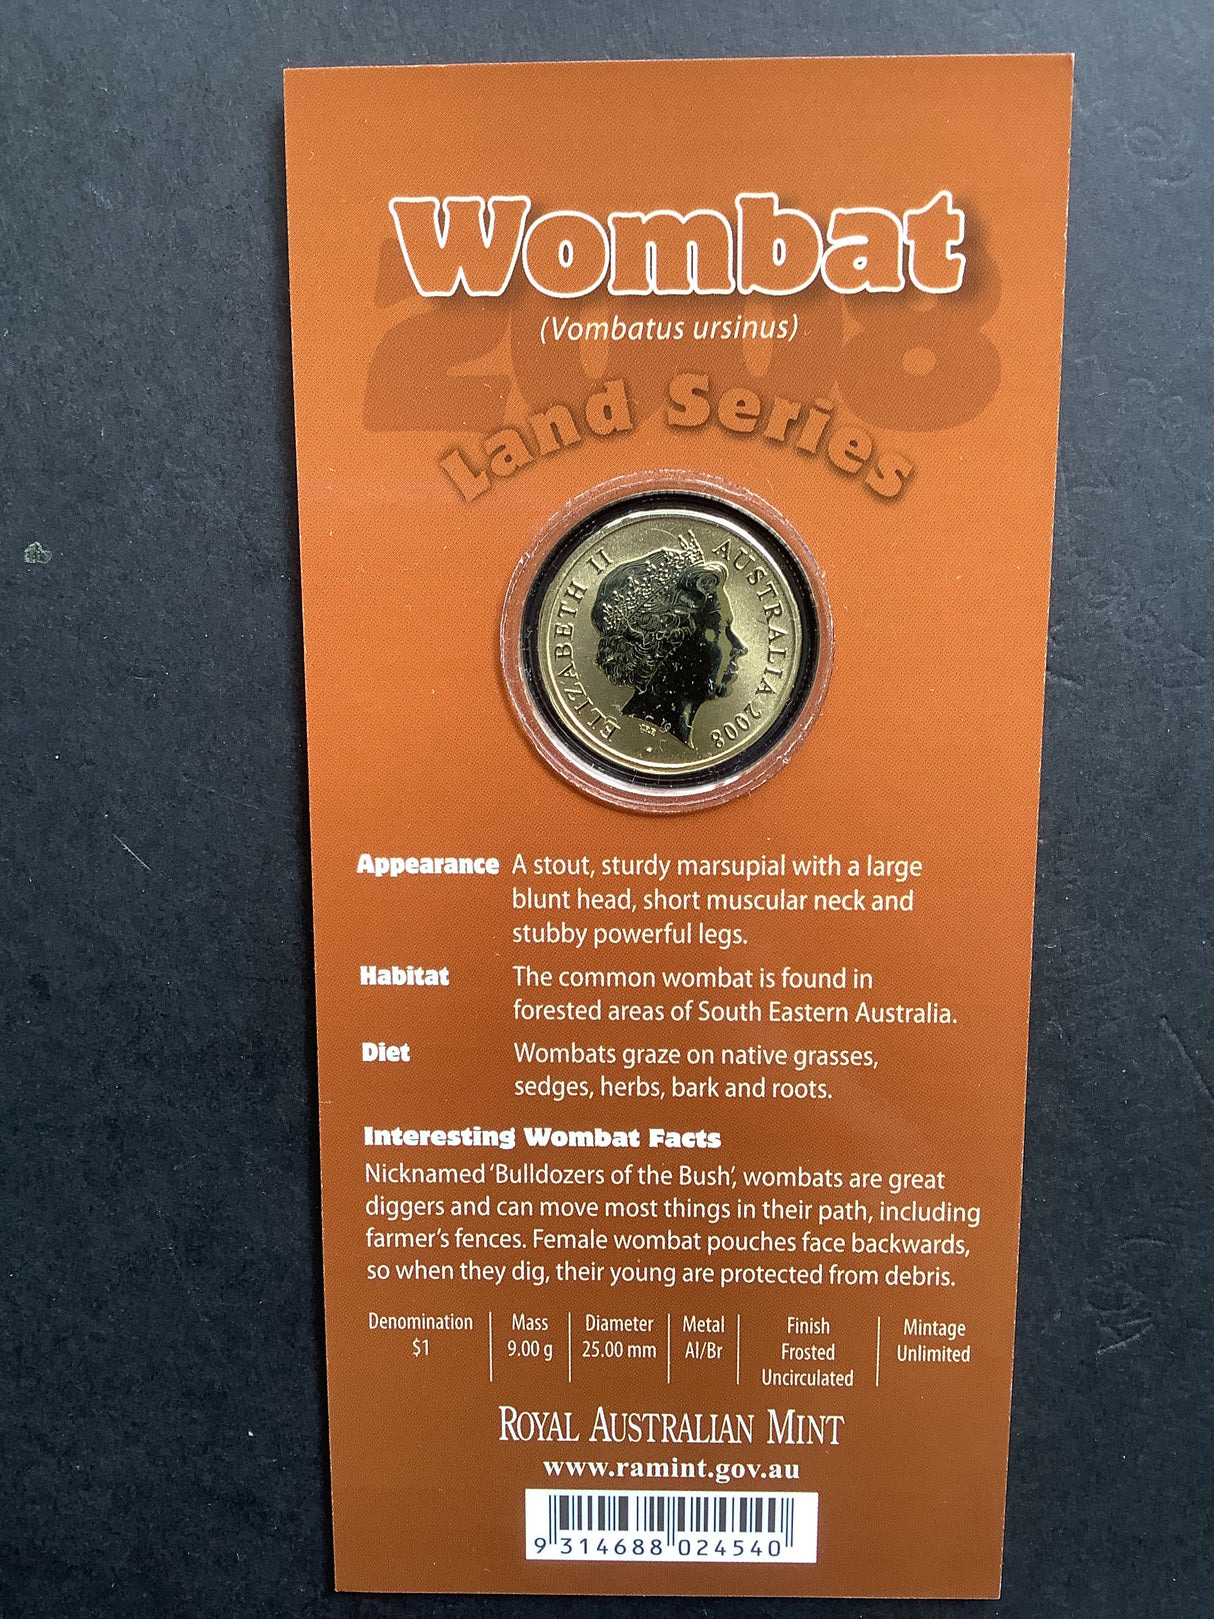 Wombat
2008
(Vombatus ursinus)
Land Series
ELIZABETH II AUSTRALIA 2008
Appearance A stout, sturdy marsupial with a large
blunt head, short muscular neck and
stubby powerful legs.
Habitat The common wombat is found in
forested areas of South Eastern Australia.
Diet Wombats graze on native grasses,
sedges, herbs, bark and roots.
Interesting Wombat Facts
Nicknamed 'Bulldozers of the Bush', wombats are great
diggers and can move most things in their path, including
farmer's fences. Female wombat pouches face backwards,
so when they dig, their young are protected from debris.
Denomination Mass Diameter Metal Finish Mintage
$1 9.00 g 25.00 mm Al/Br Frosted Unlimited
Uncirculated
ROYAL AUSTRALIAN MINT
www.ramint.gov.au
9 314688 024540